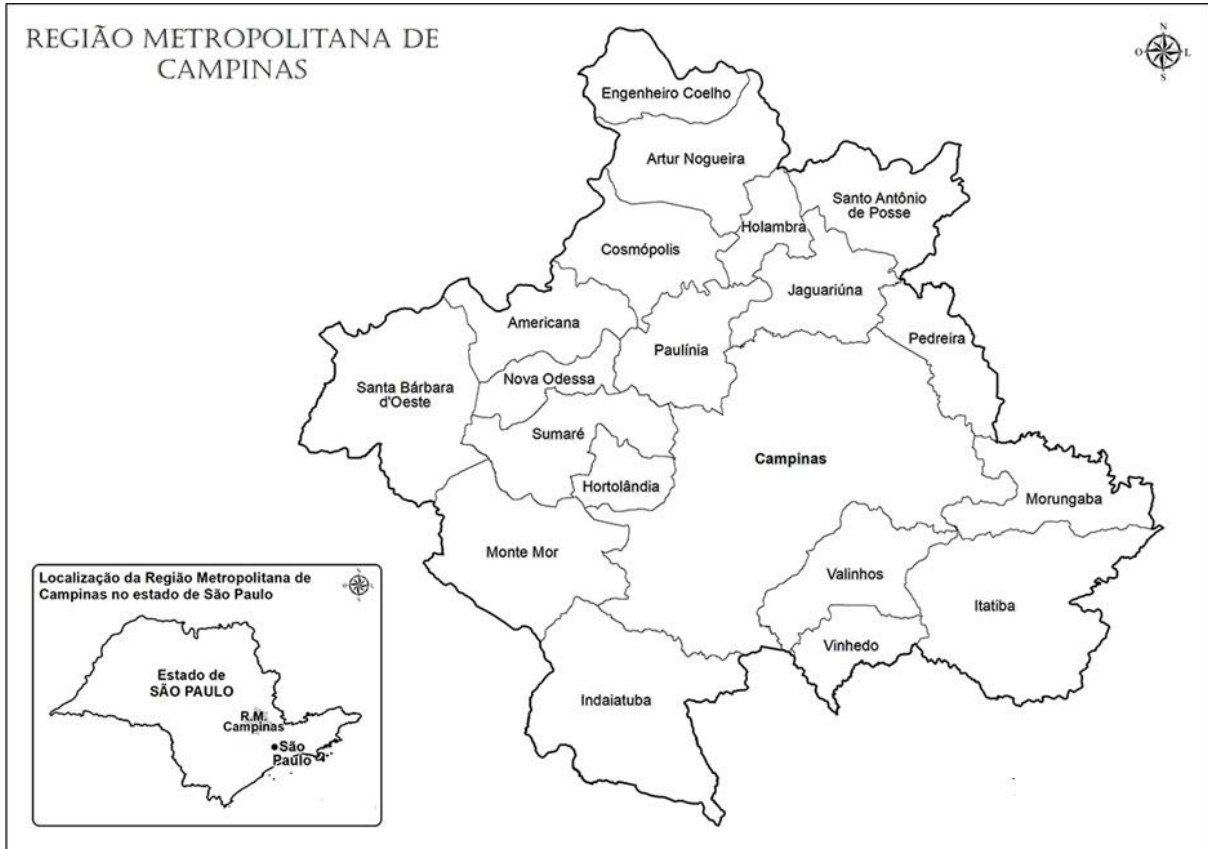 REGIÃO METROPOLITANA DE
CAMPINAS
N
O
L
S
Engenheiro Coelho
Artur Nogueira
Santo Antônio
de Posse
Holambra
Cosmópolis
Jaguariúna
Americana
Pedreira
Paulínia
Nova Odessa
Santa Bárbara
d'Oeste
Sumaré
Campinas
Hortolândia
Morungaba
Monte Mor
Valinhos
Itatiba
Vinhedo
Indaiatuba
Localização da Região Metropolitana de
Campinas no estado de São Paulo
Estado de
SÃO PAULO
R.M.
Campinas
São
Paulo